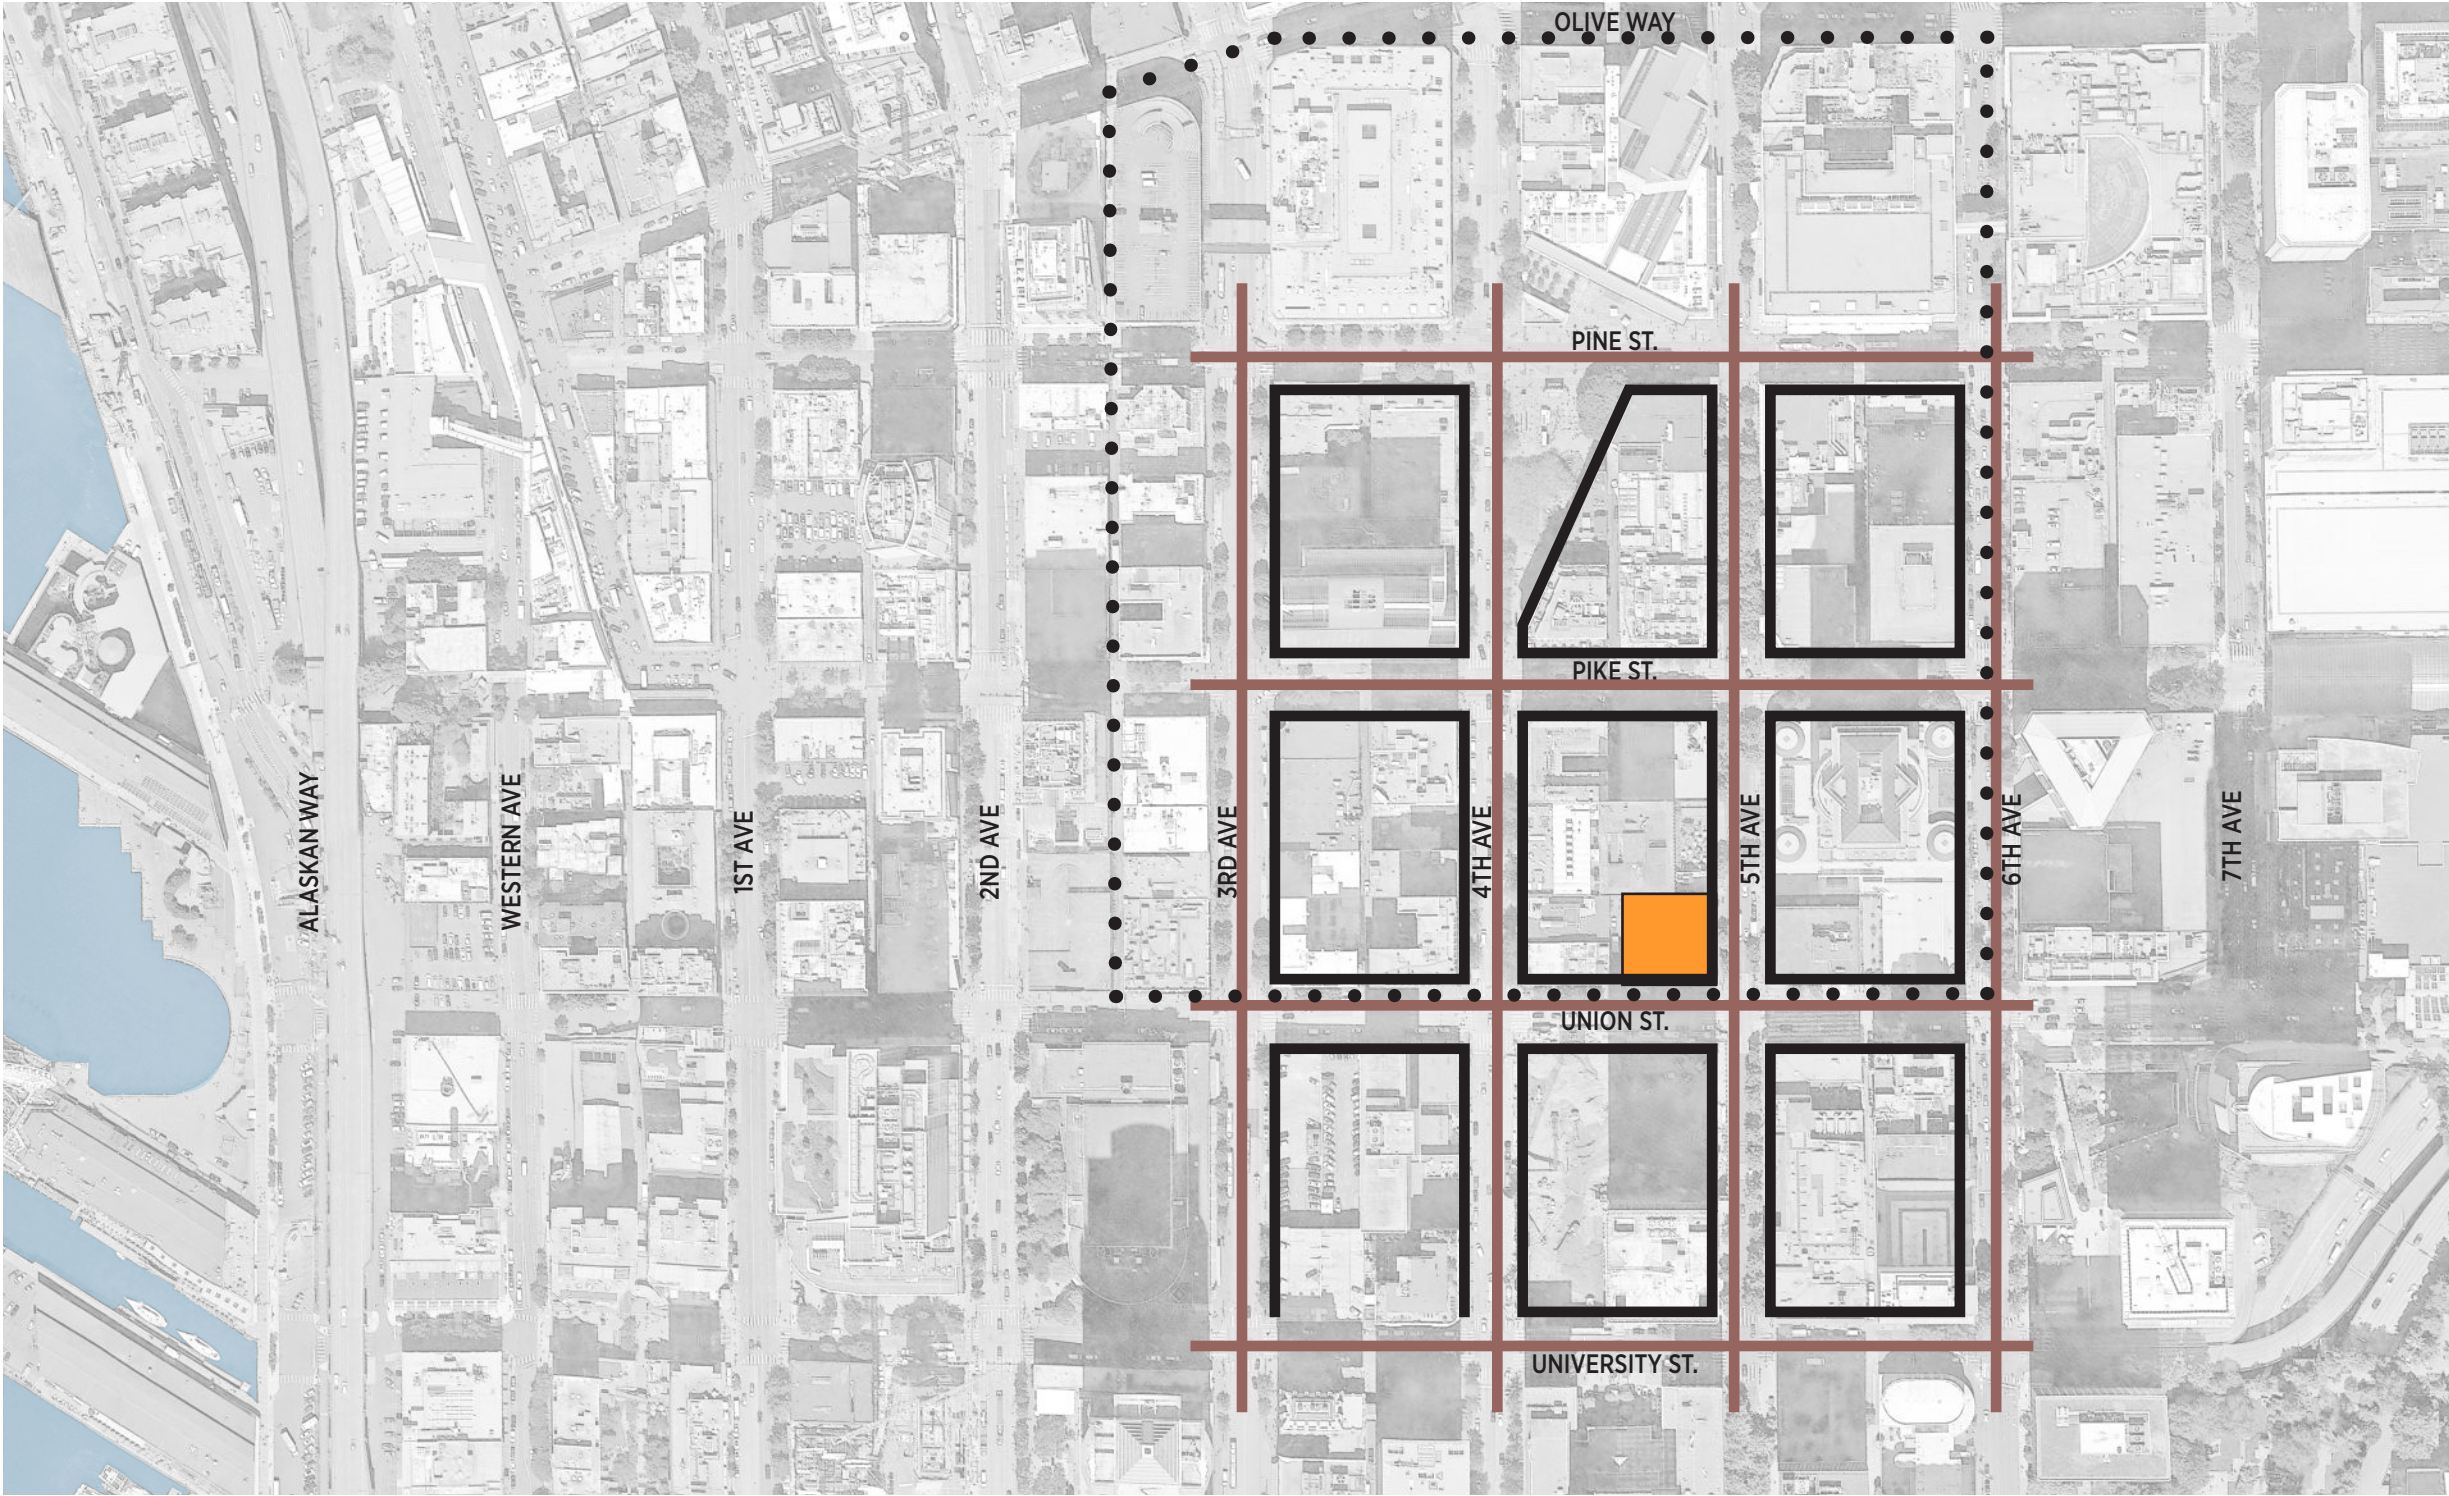 OLIVE WAY
PINE ST.
PIKE ST.
ALASKAN WAY
WESTERN AVE
1ST AVE
2ND AVE
3RD AVE
4TH AVE
5TH AVE
6TH AVE
7TH AVE
UNION ST.
UNIVERSITY ST.